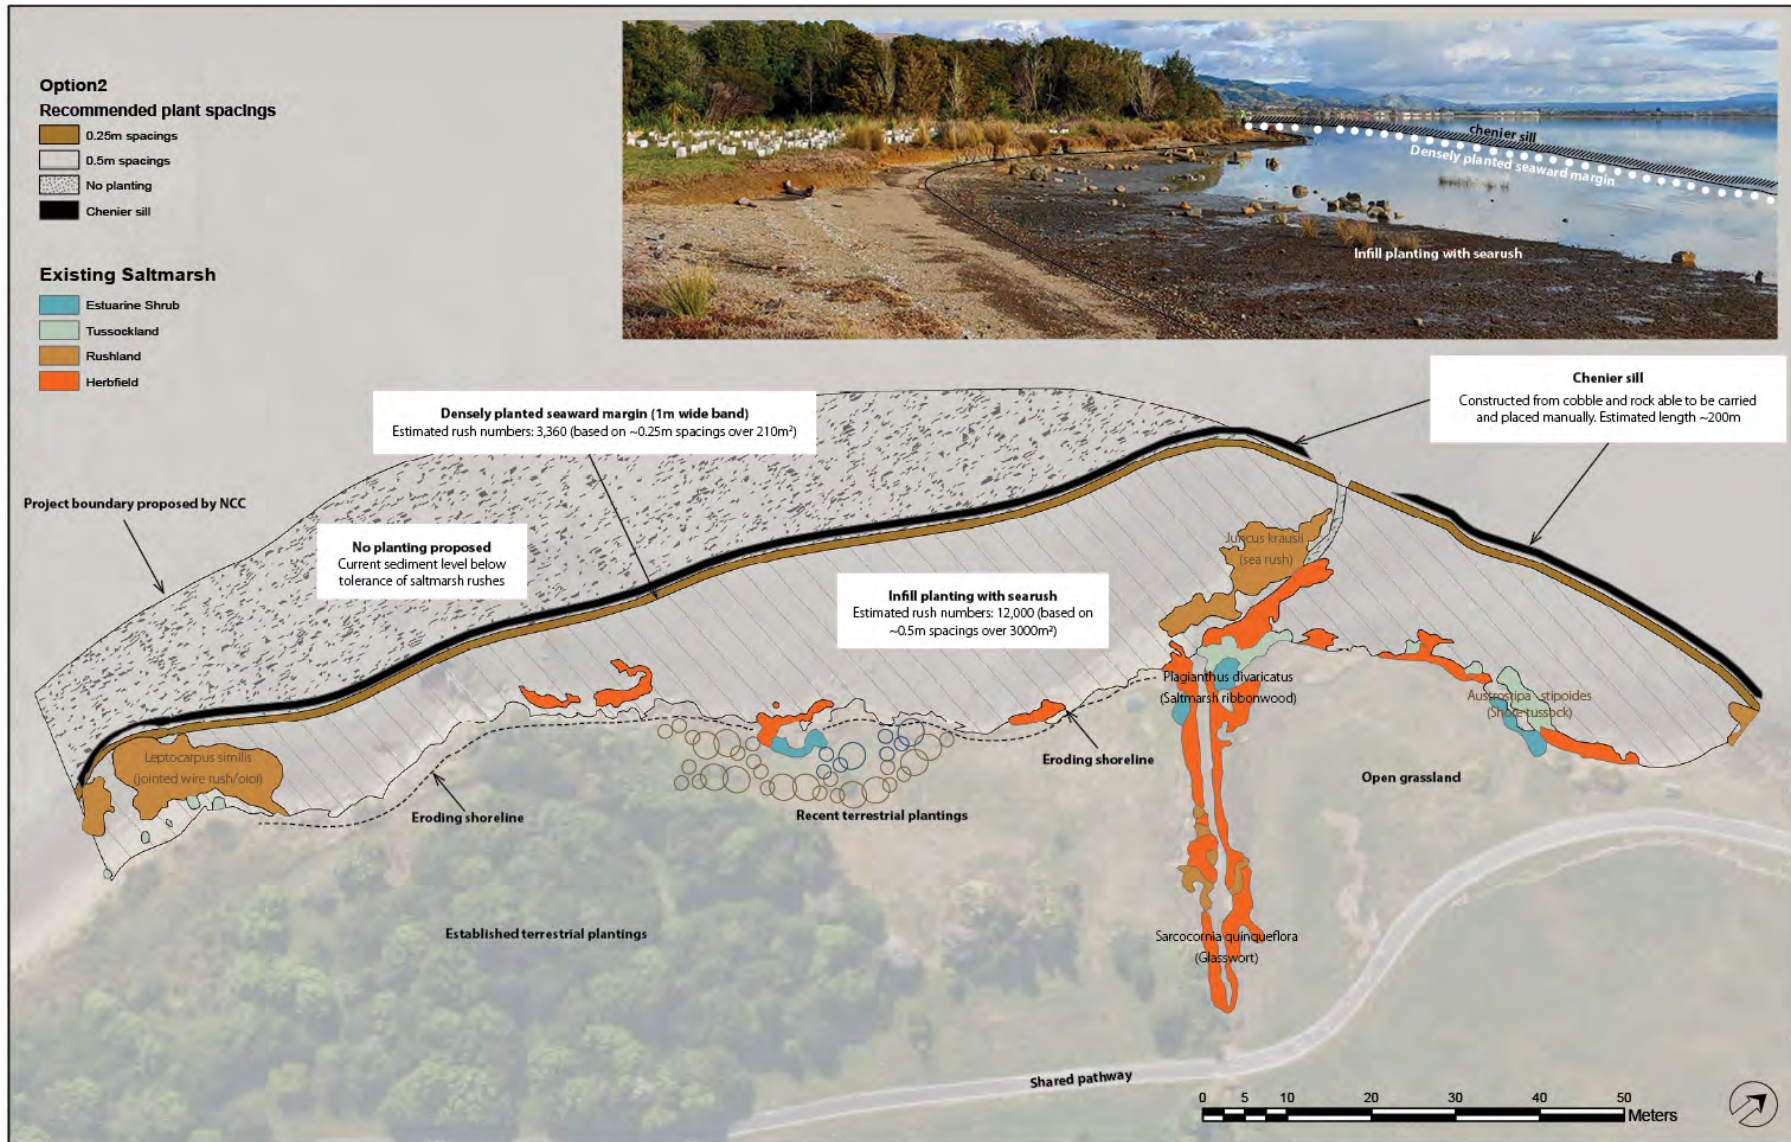 Option2
Recommended plant spacings
0.25m spacings
0.5m spacings
No planting
Chenier sill
Existing Saltmarsh
Estuarine Shrub
Tussockland
Rushland
Herbfield
chenier sill
Densely planted seaward margin
Infill planting with searush
Chenier sill
Constructed from cobble and rock able to be carried
and placed manually. Estimated length ~200m
Densely planted seaward margin (1m wide band)
Estimated rush numbers: 3,360 (based on ~0.25m spacings over 210m²)
Project boundary proposed by NCC
No planting proposed
Current sediment level below
tolerance of saltmarsh rushes
Juncus krausii
(sea rush)
Infill planting with searush
Estimated rush numbers: 12,000 (based on
~0.5m spacings over 3000m²)
Plagianthus divaricatus
(Saltmarsh ribbonwood)
Austrostipa stipoides
(Shore tussock)
Leptocarpus similis
(jointed wire rush/oioi)
Eroding shoreline
Open grassland
Eroding shoreline
Recent terrestrial plantings
Established terrestrial plantings
Sarcocornia quinqueflora
(Glasswort)
Shared pathway
0 5 10 20 30 40 50
Meters